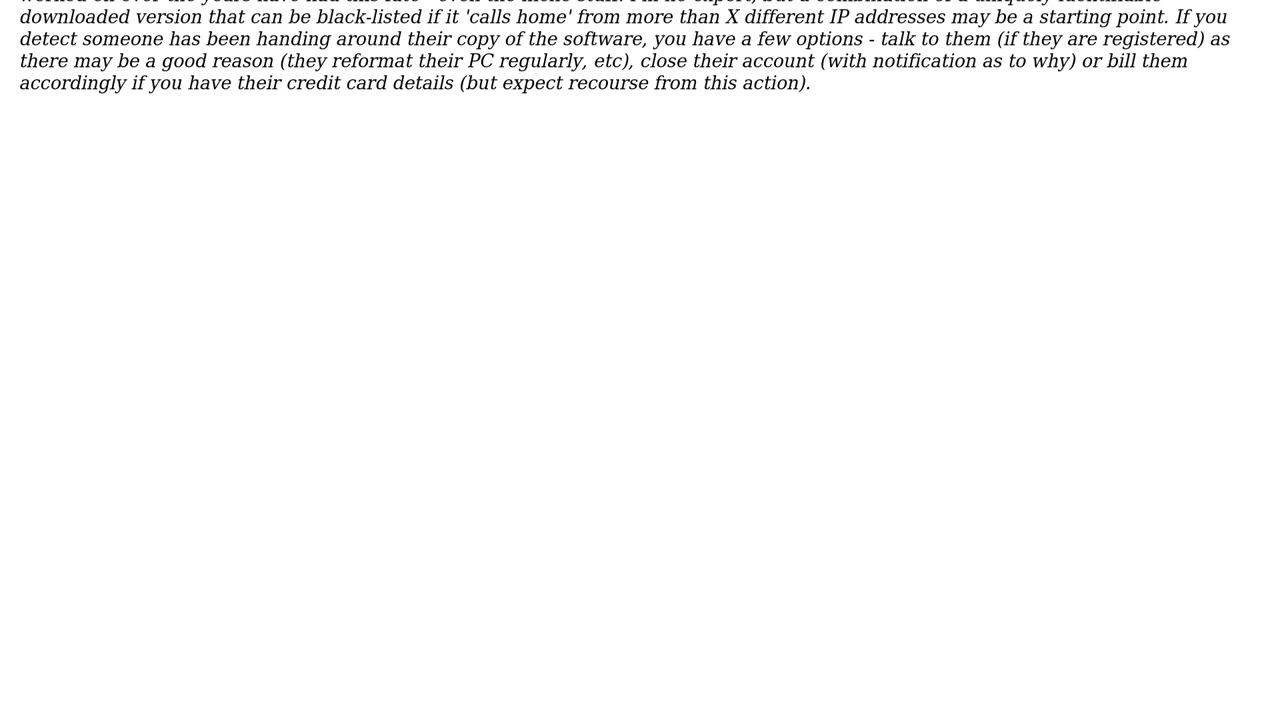 downloaded version that can be black-listed if it 'calls home' from more than X different IP addresses may be a starting point. If you
detect someone has been handing around their copy of the software, you have a few options - talk to them (if they are registered) as
there may be a good reason (they reformat their PC regularly, etc), close their account (with notification as to why) or bill them
accordingly if you have their credit card details (but expect recourse from this action).